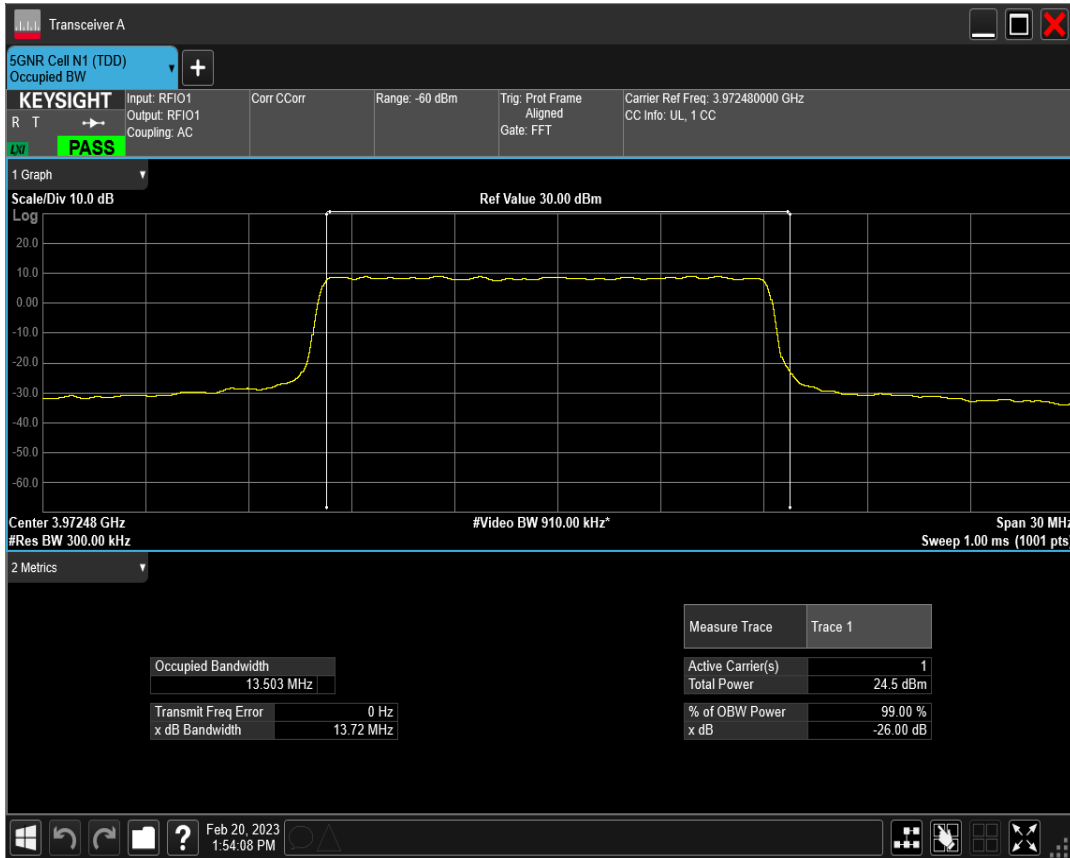 Transceiver A
5GNR Cell N1 (TDD)
Occupied BW
+
KEYSIGHT
R T
LXI
PASS
Input: RFIO1
Output: RFIO1
Coupling: AC
Corr CCorr
Range: -60 dBm
Trig: Prot Frame
Aligned
Gate: FFT
Carrier Ref Freq: 3.972480000 GHz
CC Info: UL, 1 CC
1 Graph
Scale/Div 10.0 dB
Ref Value 30.00 dBm
Log
20.0
10.0
0.00
-10.0
-20.0
-30.0
-40.0
-50.0
-60.0
Center 3.97248 GHz
#Video BW 910.00 kHz*
Span 30 MHz
#Res BW 300.00 kHz
Sweep 1.00 ms (1001 pts)
2 Metrics
Measure Trace Trace 1
Occupied Bandwidth
13.503 MHz
Transmit Freq Error 0 Hz
x dB Bandwidth 13.72 MHz
Active Carrier(s) 1
Total Power 24.5 dBm
% of OBW Power 99.00 %
x dB -26.00 dB
?
Feb 20, 2023
1:54:08 PM